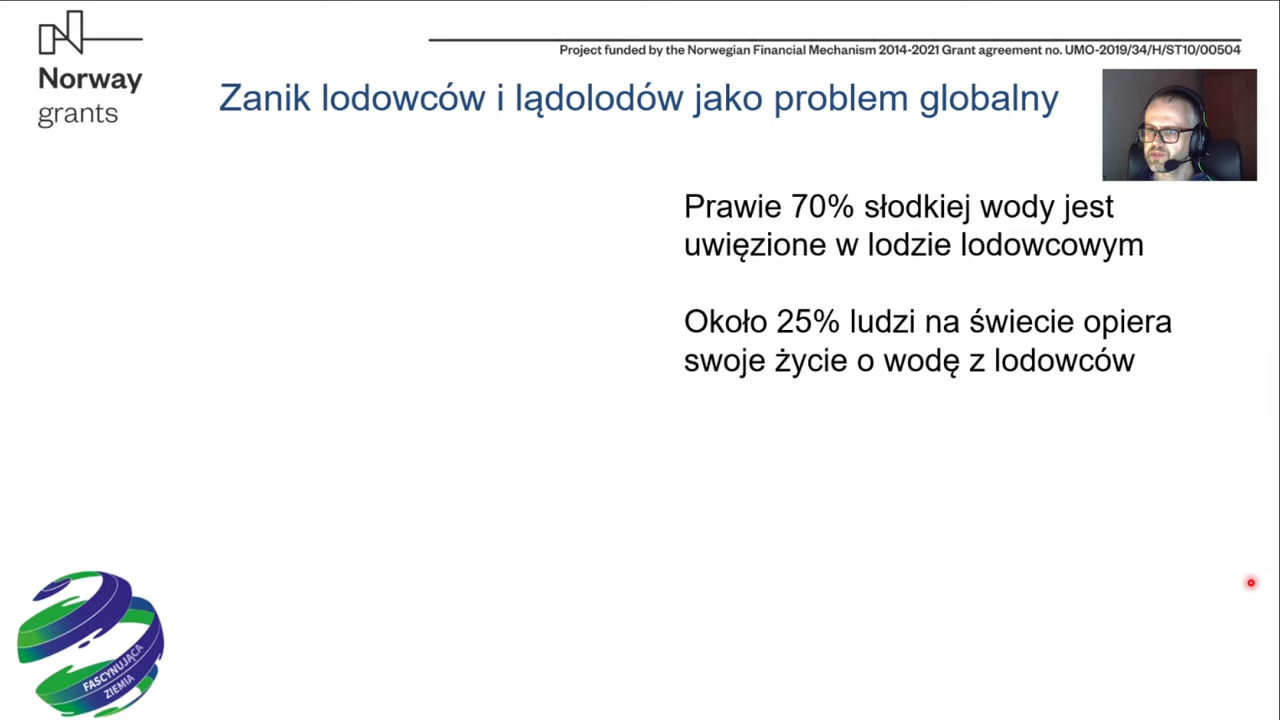 Norway
grants
Project funded by the Norwegian Financial Mechanism 2014-2021 Grant agreement no. UMO-2019/34/H/ST10/00504
Zanik lodowców i lądolodów jako problem globalny
Prawie 70% słodkiej wody jest
uwięzione w lodzie lodowcowym
Około 25% ludzi na świecie opiera
swoje życie o wodę z lodowców
FASCYNUJĄCA
ZIEMIA